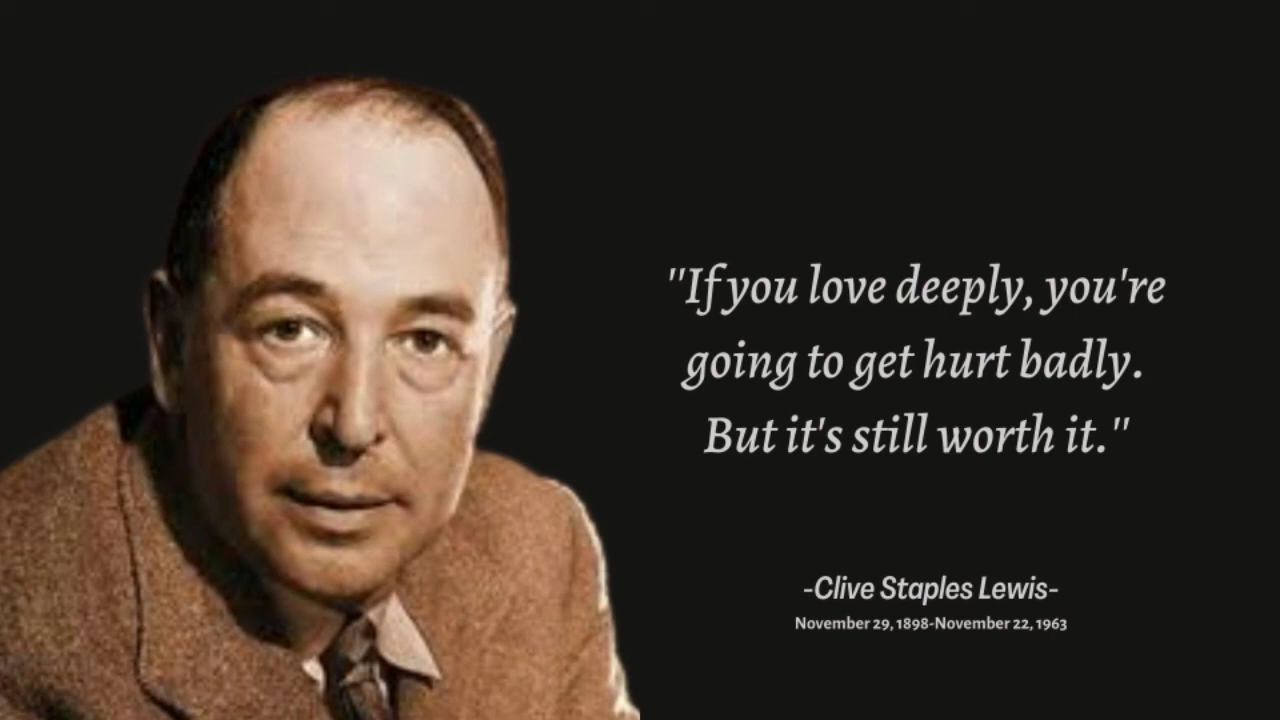 "If you love deeply, you're
going to get hurt badly.
But it's still worth it."
-Clive Staples Lewis-
November 29, 1898-November 22, 1963